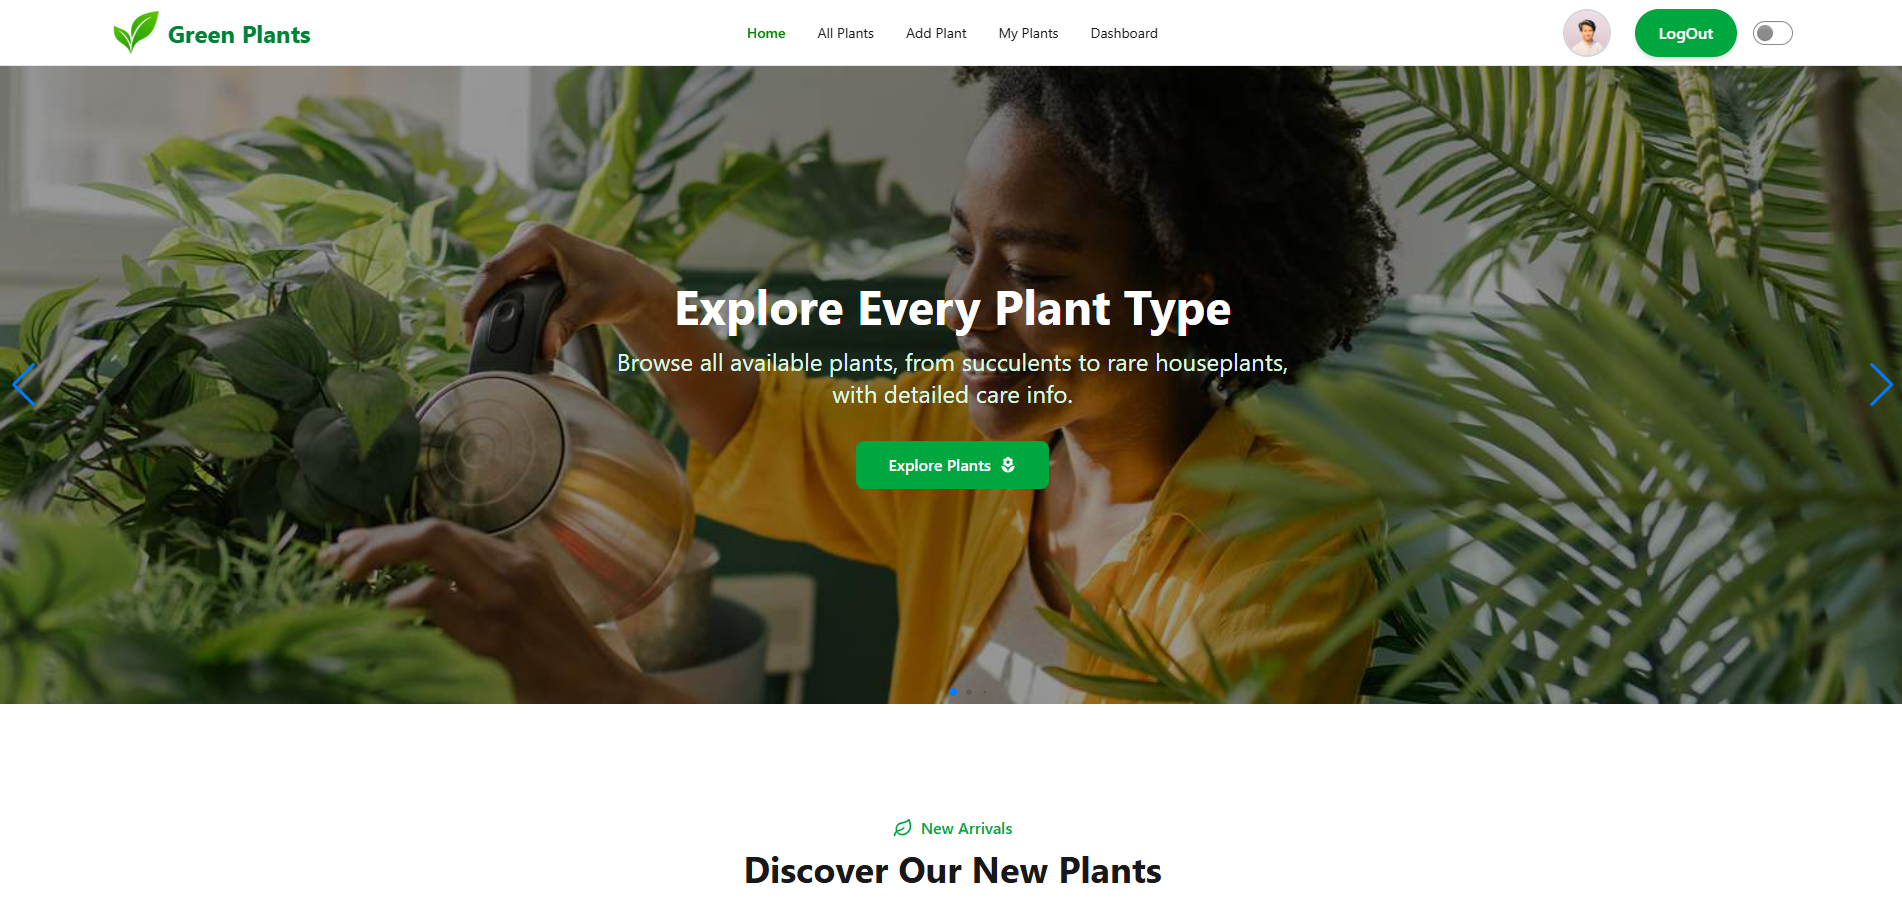 Green Plants
Home
All Plants
Add Plant
My Plants
Dashboard
LogOut
Explore Every Plant Type
Browse all available plants, from succulents to rare houseplants,
with detailed care info.
Explore Plants
New Arrivals
Discover Our New Plants